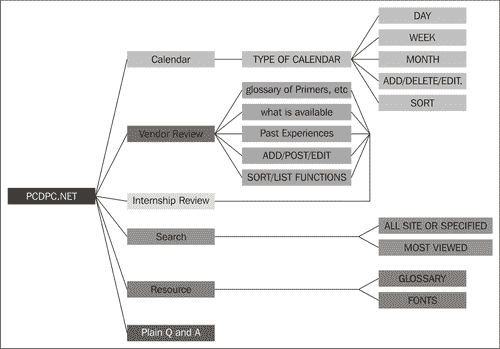 PCDPC.NET
Calendar
TYPE OF CALENDAR
DAY
WEEK
MONTH
ADD/DELETE/EDIT.
SORT
Vendor Review
glossary of Primers, etc
what is available
Past Experiences
ADD/POST/EDIT
SORT/LIST FUNCTIONS
Internship Review
Search
ALL SITE OR SPECIFIED
MOST VIEWED
Resource
GLOSSARY
FONTS
Plain Q and A